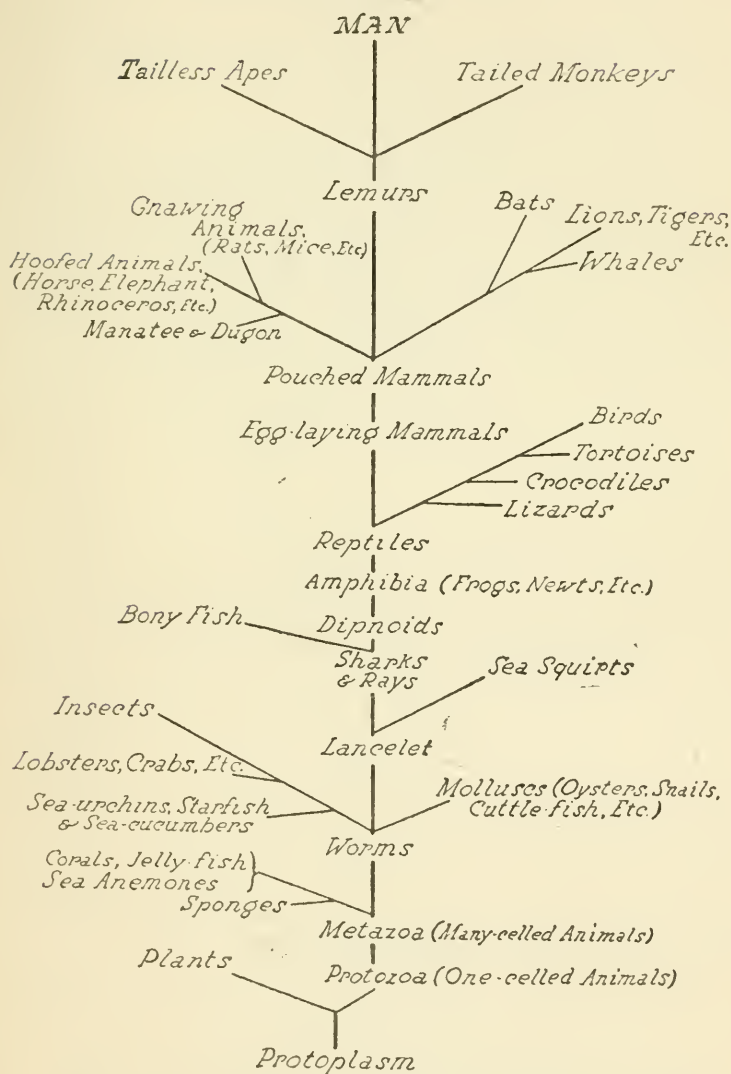 MAN
Tailless Apes
Tailed Monkeys
Lemurs
Gnawing
Animals,
(Rats, Mice, Etc)
Bats
Lions, Tigers,
Etc.
Whales
Hoofed Animals,
(Horse, Elephant,
Rhinoceros, Etc.)
Manatee & Dugon
Pouched Mammals
Egg-laying Mammals
Birds
Tortoises
Crocodiles
Lizards
Reptiles
Amphibia (Frogs, Newts, Etc.)
Bony Fish
Dipnoids
Sharks
& Rays
Sea Squirts
Insects
Lancelet
Lobsters, Crabs, Etc.
Molluscs (Oysters, Snails,
Cuttle-fish, Etc.)
Sea-urchins, Starfish
& Sea-cucumbers
Worms
Corals, Jelly-fish
Sea Anemones
Sponges
Metazoa (Many-celled Animals)
Plants
Protozoa (One-celled Animals)
Protoplasm